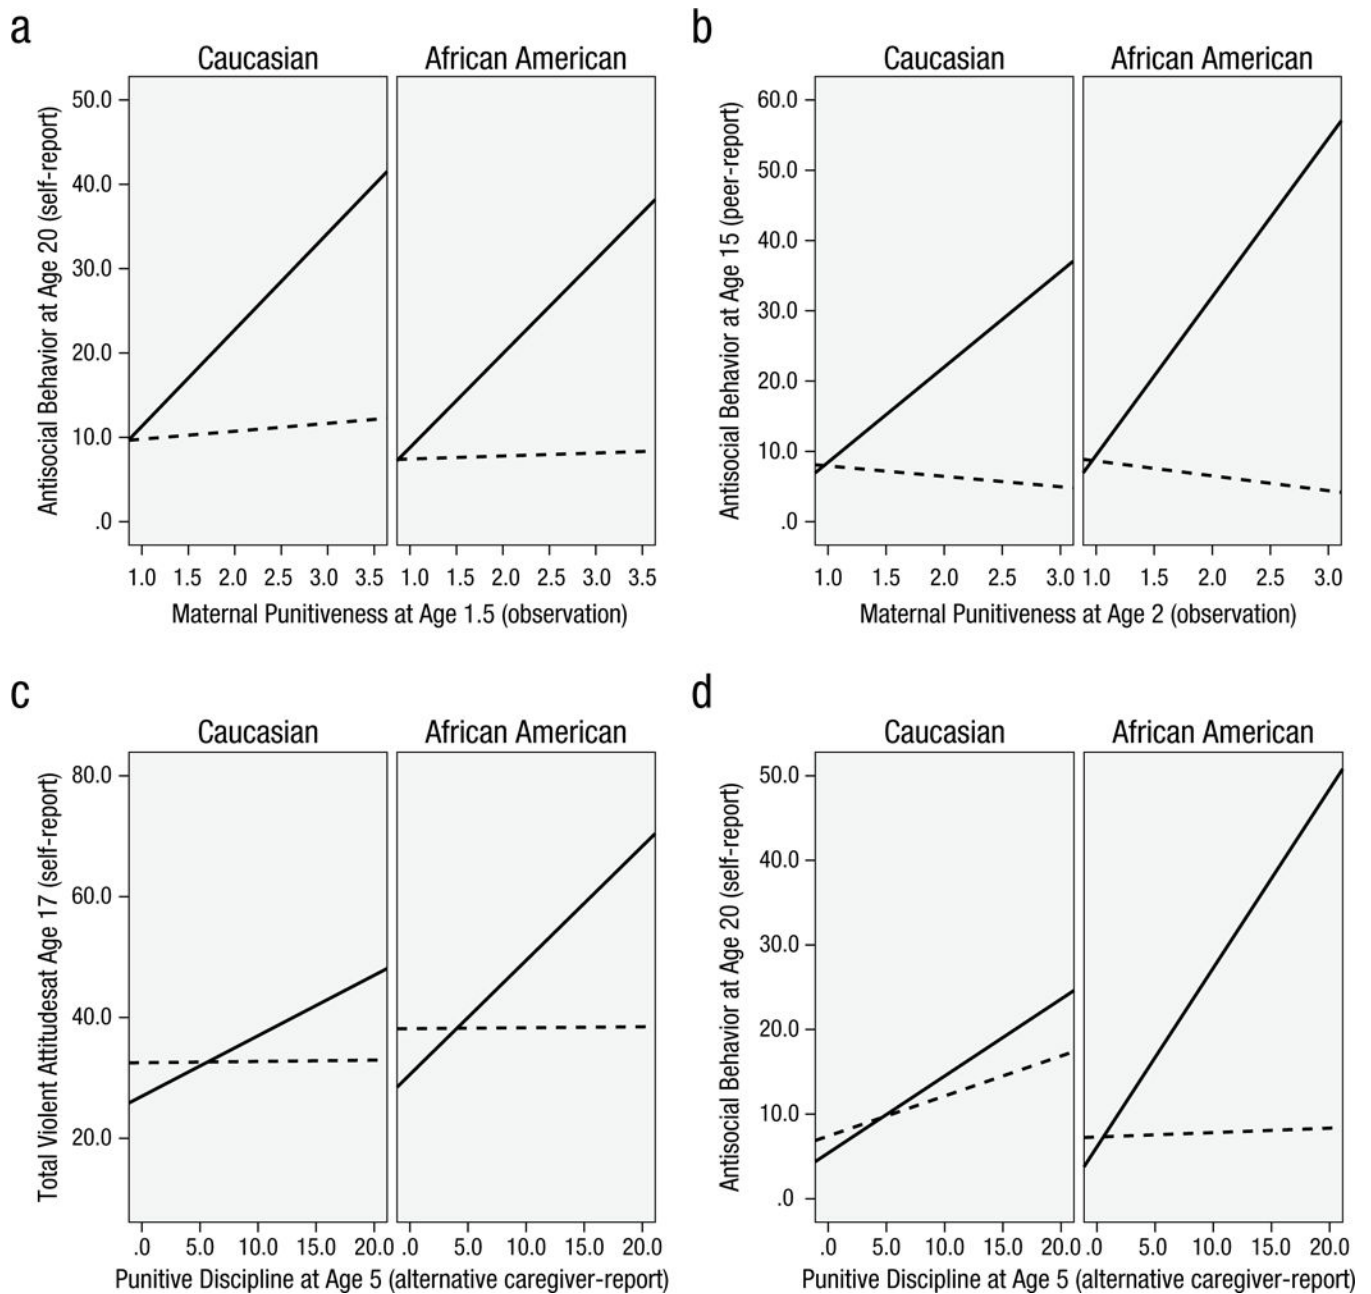 a
Caucasian
African American
Antisocial Behavior at Age 20 (self-report)
50.0
40.0
30.0
20.0
10.0
.0
1.0 1.5 2.0 2.5 3.0 3.5
1.0 1.5 2.0 2.5 3.0 3.5
Maternal Punitiveness at Age 1.5 (observation)
b
Caucasian
African American
Antisocial Behavior at Age 15 (peer-report)
60.0
50.0
40.0
30.0
20.0
10.0
.0
1.0 1.5 2.0 2.5 3.0
1.0 1.5 2.0 2.5 3.0
Maternal Punitiveness at Age 2 (observation)
c
Caucasian
African American
Total Violent Attitudesat Age 17 (self-report)
80.0
60.0
40.0
20.0
.0 5.0 10.0 15.0 20.0
.0 5.0 10.0 15.0 20.0
Punitive Discipline at Age 5 (alternative caregiver-report)
d
Caucasian
African American
Antisocial Behavior at Age 20 (self-report)
50.0
40.0
30.0
20.0
10.0
.0
.0 5.0 10.0 15.0 20.0
.0 5.0 10.0 15.0 20.0
Punitive Discipline at Age 5 (alternative caregiver-report)